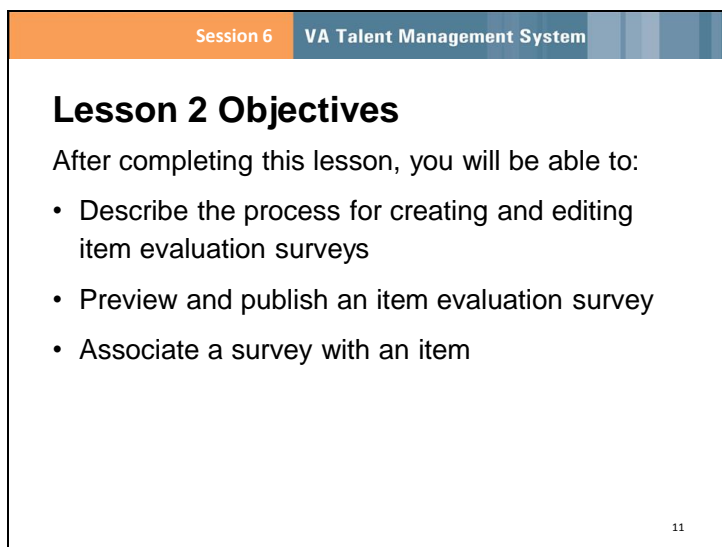 Session 6 VA Talent Management System
Lesson 2 Objectives
After completing this lesson, you will be able to:
• Describe the process for creating and editing
item evaluation surveys
• Preview and publish an item evaluation survey
• Associate a survey with an item
11